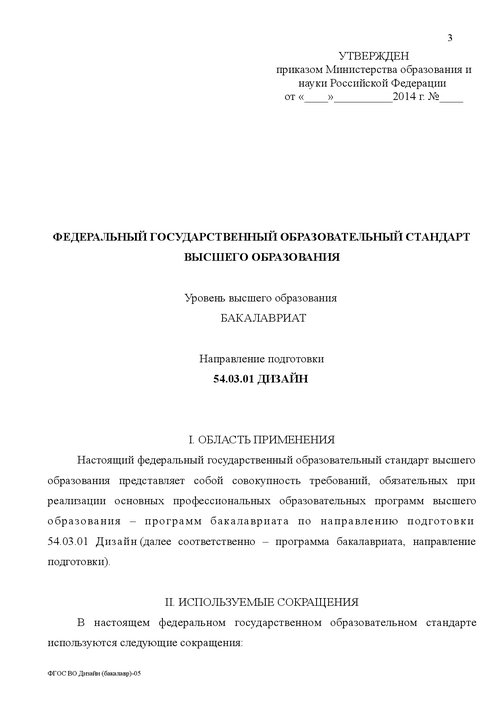 3
УТВЕРЖДЕН
приказом Министерства образования и
науки Российской Федерации
от «____»__________2014 г. №____
ФЕДЕРАЛЬНЫЙ ГОСУДАРСТВЕННЫЙ ОБРАЗОВАТЕЛЬНЫЙ СТАНДАРТ
ВЫСШЕГО ОБРАЗОВАНИЯ
Уровень высшего образования
БАКАЛАВРИАТ
Направление подготовки
54.03.01 ДИЗАЙН
I. ОБЛАСТЬ ПРИМЕНЕНИЯ
Настоящий федеральный государственный образовательный стандарт высшего
образования представляет собой совокупность требований, обязательных при
реализации основных профессиональных образовательных программ высшего
образования – программ бакалавриата по направлению подготовки
54.03.01 Дизайн (далее соответственно – программа бакалавриата, направление
подготовки).
II. ИСПОЛЬЗУЕМЫЕ СОКРАЩЕНИЯ
В настоящем федеральном государственном образовательном стандарте
используются следующие сокращения:
ФГОС ВО Дизайн (бакалавр)-05